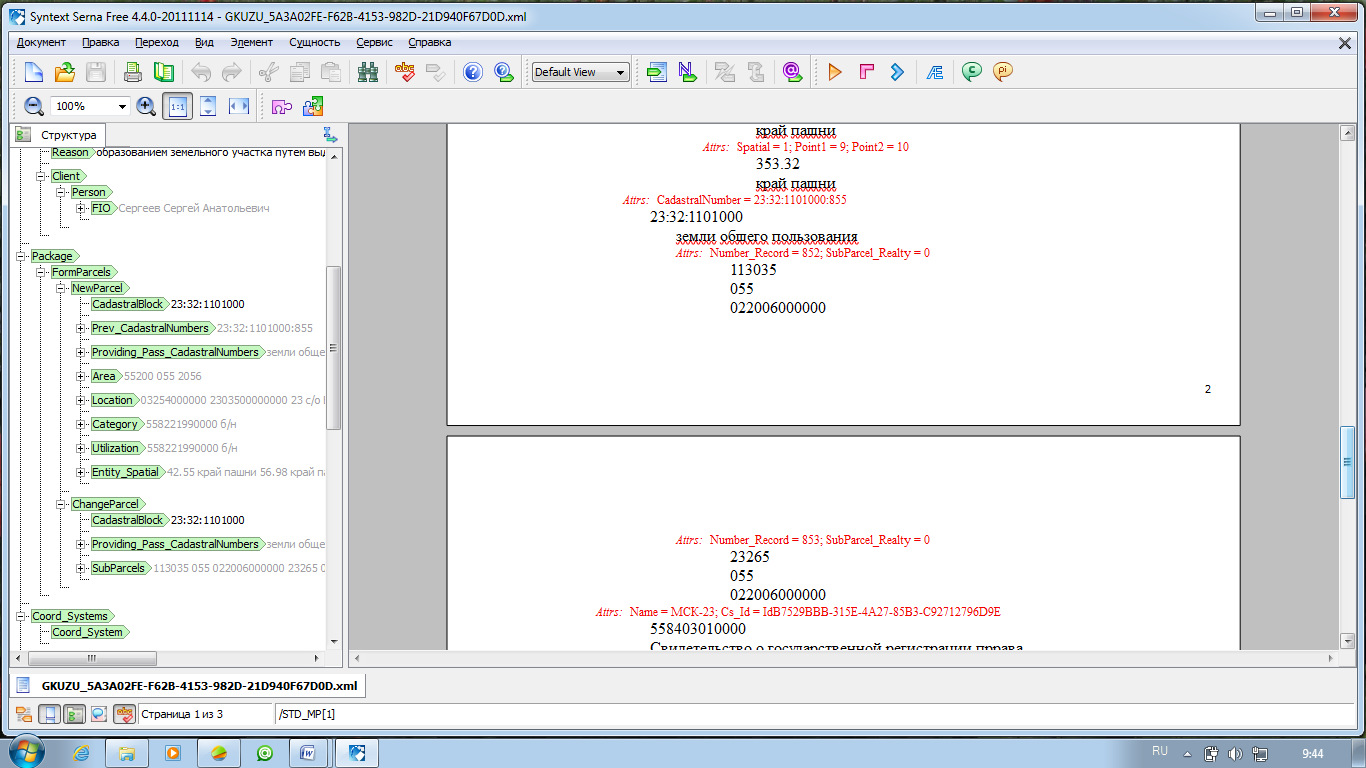 Syntext Serna Free 4.4.0-20111114 - GKUZU_5A3A02FE-F62B-4153-982D-21D940F67D0D.xml
Документ Правка Переход Вид Элемент Сущность Сервис Справка
Default View
100%
Структура
Reason образованием земельного участка путем вы
Client
Person
FIO Сергеев Сергей Анатольевич
Package
FormParcels
NewParcel
CadastralBlock 23:32:1101000
Prev_CadastralNumbers 23:32:1101000:855
Providing_Pass_CadastralNumbers земли обще
Area 55200 055 2056
Location 03254000000 2303500000000 23 с/о
Category 558221990000 б/н
Utilization 558221990000 б/н
Entity_Spatial 42.55 край пашни 56.98 край п
ChangeParcel
CadastralBlock 23:32:1101000
Providing_Pass_CadastralNumbers земли обще
SubParcels 113035 055 022006000000 23265 0
Coord_Systems
Coord_System
край пашни
Attrs: Spatial = 1; Point1 = 9; Point2 = 10
353.32
край пашни
Attrs: CadastralNumber = 23:32:1101000:855
23:32:1101000
земли общего пользования
Attrs: Number_Record = 852; SubParcel_Realty = 0
113035
055
022006000000
2
Attrs: Number_Record = 853; SubParcel_Realty = 0
23265
055
022006000000
Attrs: Name = МСК-23; Cs_Id = IdB7529BBB-315E-4A27-85B3-C92712796D9E
558403010000
Свидетельство о государственной регистрации пррава
GKUZU_5A3A02FE-F62B-4153-982D-21D940F67D0D.xml
Страница 1 из 3
/STD_MP[1]
RU
9:44